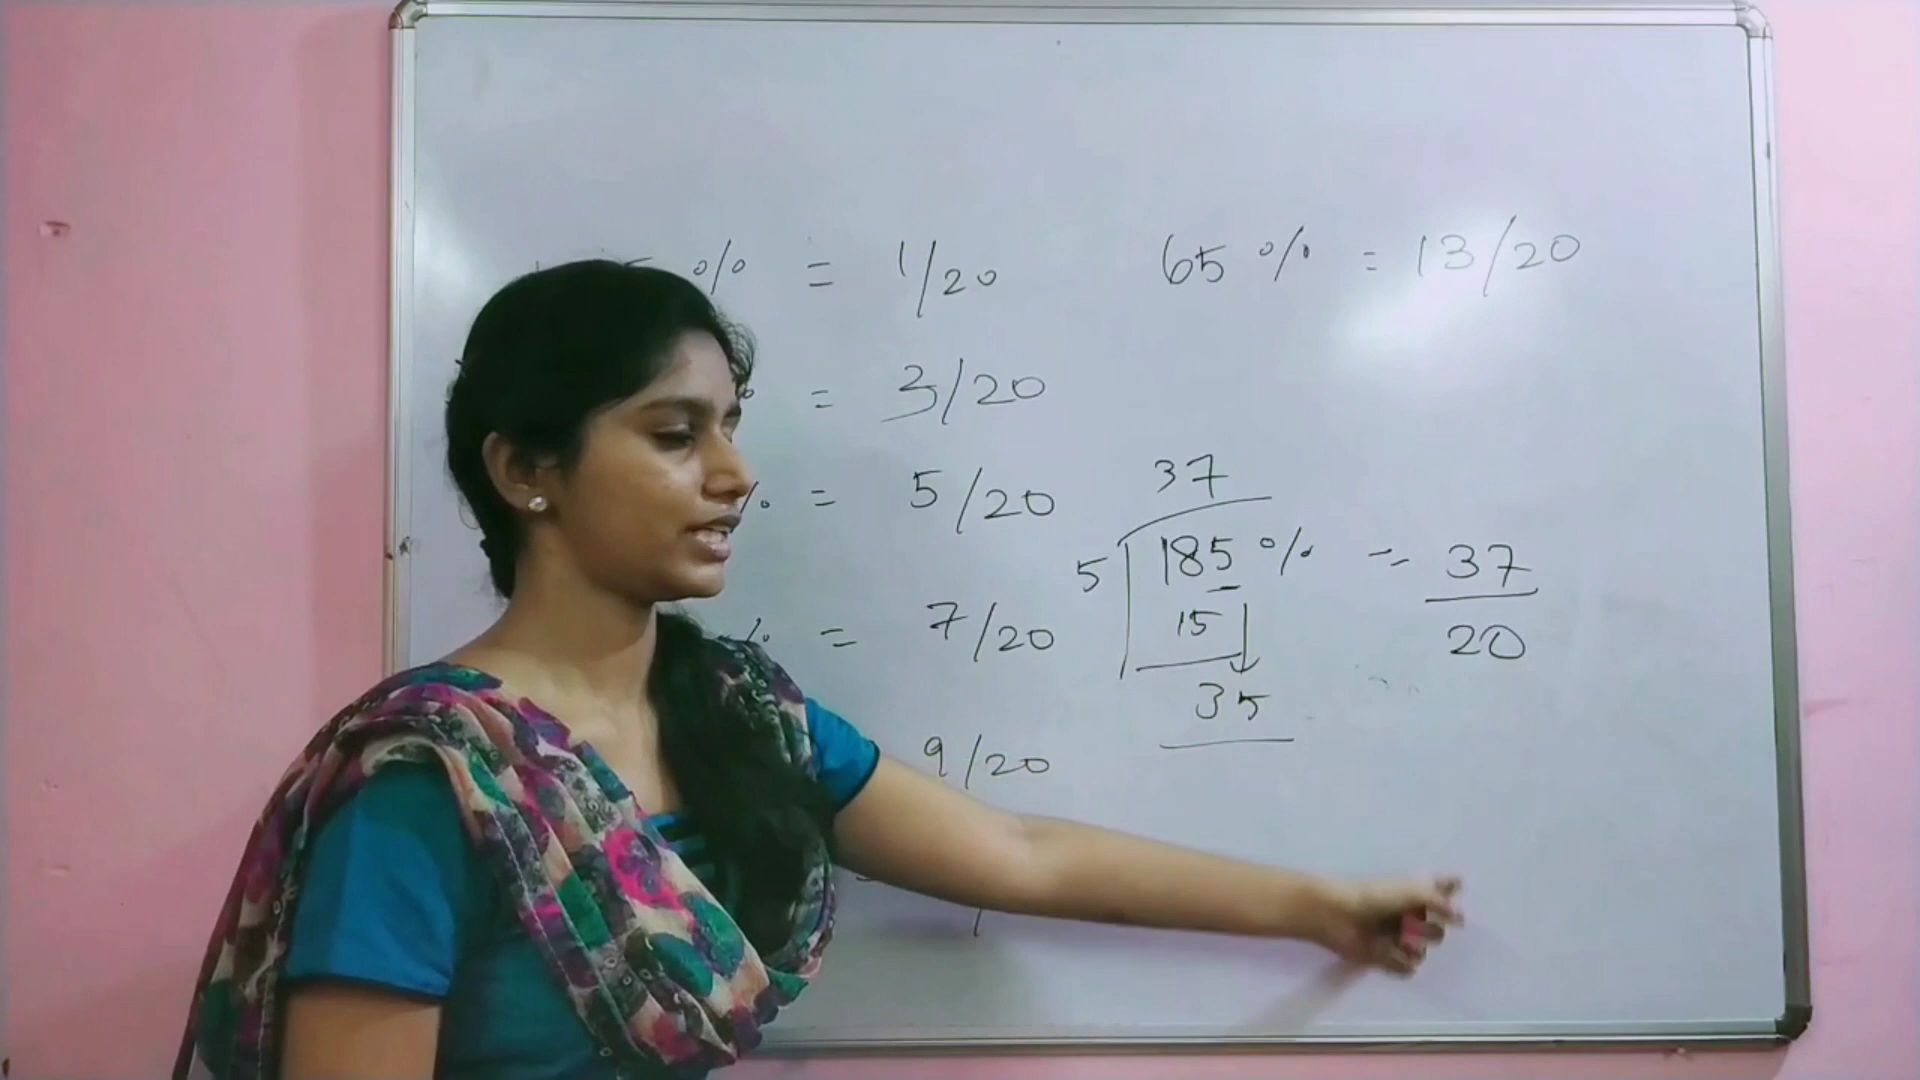 5 % = 1/20
= 3/20
% = 5/20
% = 7/20
9/20
65 % = 13/20
37
5 185 % = 37/20
15
35